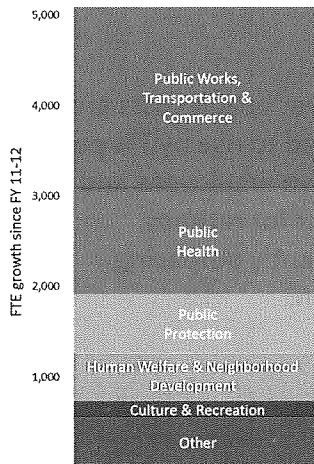 5,000
Public Works,
Transportation &
Commerce
4,000
FTE growth since FY 11-12
3,000
Public
Health
2,000
Public
Protection
Human Welfare & Neighborhood
Development
1,000
Culture & Recreation
Other